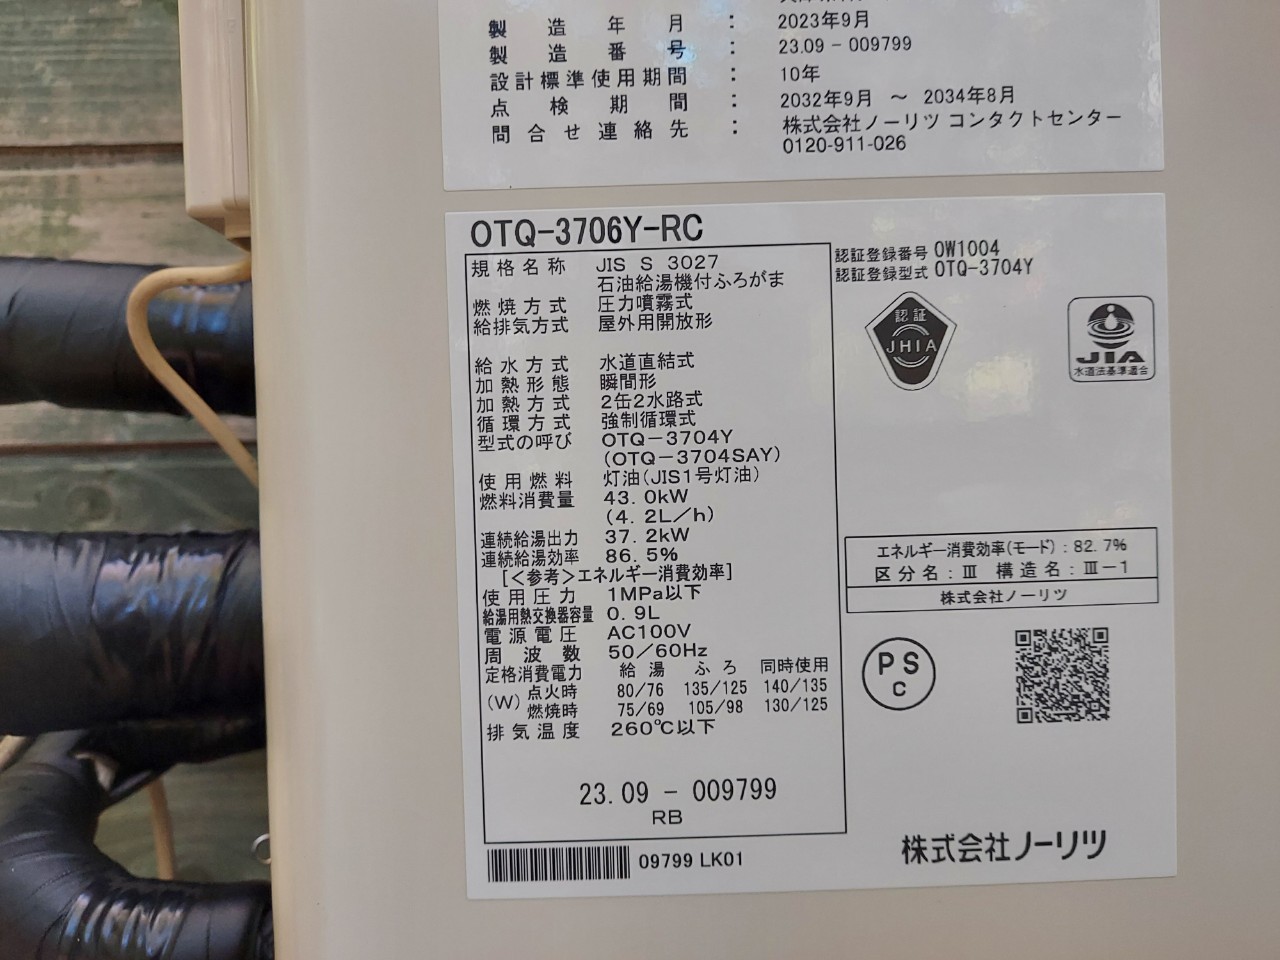 製造年月 : 2023年9月
製造番号 : 23.09 - 009799
設計標準使用期間 : 10年
点検期間 : 2032年9月 ～ 2034年8月
問合せ連絡先 : 株式会社ノーリツ コンタクトセンター
0120-911-026
OTQ-3706Y-RC
規格名称 JIS S 3027
石油給湯機付ふろがま
燃焼方式 圧力噴霧式
給排気方式 屋外用開放形
給水方式 水道直結式
加熱形態 瞬間形
加熱方式 2缶2水路式
循環方式 強制循環式
型式の呼び OTQ-3704Y
(OTQ-3704SAY)
使用燃料 灯油(JIS1号灯油)
燃料消費量 43.0kW
(4.2L/h)
連続給湯出力 37.2kW
連続給湯効率 86.5%
[<参考>エネルギー消費効率]
使用圧力 1MPa以下
給湯用熱交換器容量 0.9L
電源電圧 AC100V
周波数 50/60Hz
定格消費電力 給湯 ふろ 同時使用
(W) 点火時 80/76 135/125 140/135
燃焼時 75/69 105/98 130/125
排気温度 260℃以下
23.09 - 009799
RB
09799 LK01
認証登録番号 0W1004
認証登録型式 OTQ-3704Y
認証
JHIA
JIA
水道法基準適合
エネルギー消費効率(モード) : 82.7%
区分名 : Ⅲ 構造名 : Ⅲ-1
株式会社ノーリツ
PS
C
株式会社ノーリツ